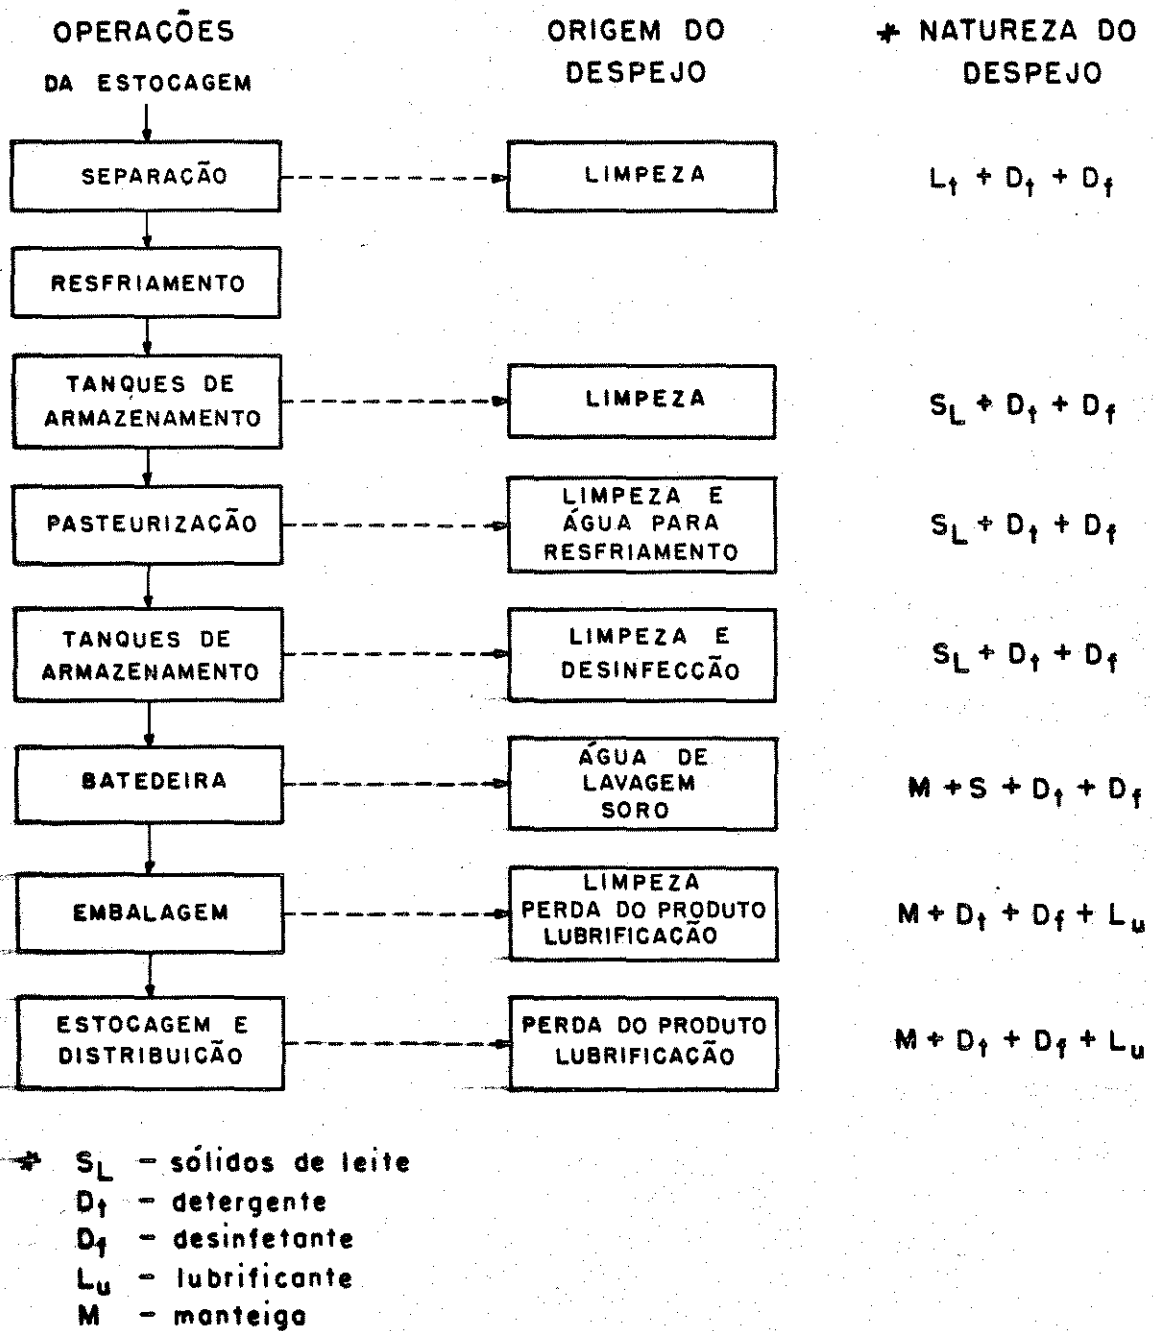 OPERAÇÕES
ORIGEM DO
DESPEJO
* NATUREZA DO
DESPEJO
DA ESTOCAGEM
SEPARAÇÃO
LIMPEZA
Lt + Dt + Df
RESFRIAMENTO
TANQUES DE
ARMAZENAMENTO
LIMPEZA
SL + Dt + Df
PASTEURIZAÇÃO
LIMPEZA E
ÁGUA PARA
RESFRIAMENTO
SL + Dt + Df
TANQUES DE
ARMAZENAMENTO
LIMPEZA E
DESINFECCÃO
SL + Dt + Df
BATEDEIRA
ÁGUA DE
LAVAGEM
SORO
M + S + Dt + Df
EMBALAGEM
LIMPEZA
PERDA DO PRODUTO
LUBRIFICAÇÃO
M + Dt + Df + Lu
ESTOCAGEM E
DISTRIBUICÃO
PERDA DO PRODUTO
LUBRIFICAÇÃO
M + Dt + Df + Lu
* SL – sólidos de leite
Dt – detergente
Df – desinfetante
Lu – lubrificante
M – manteiga